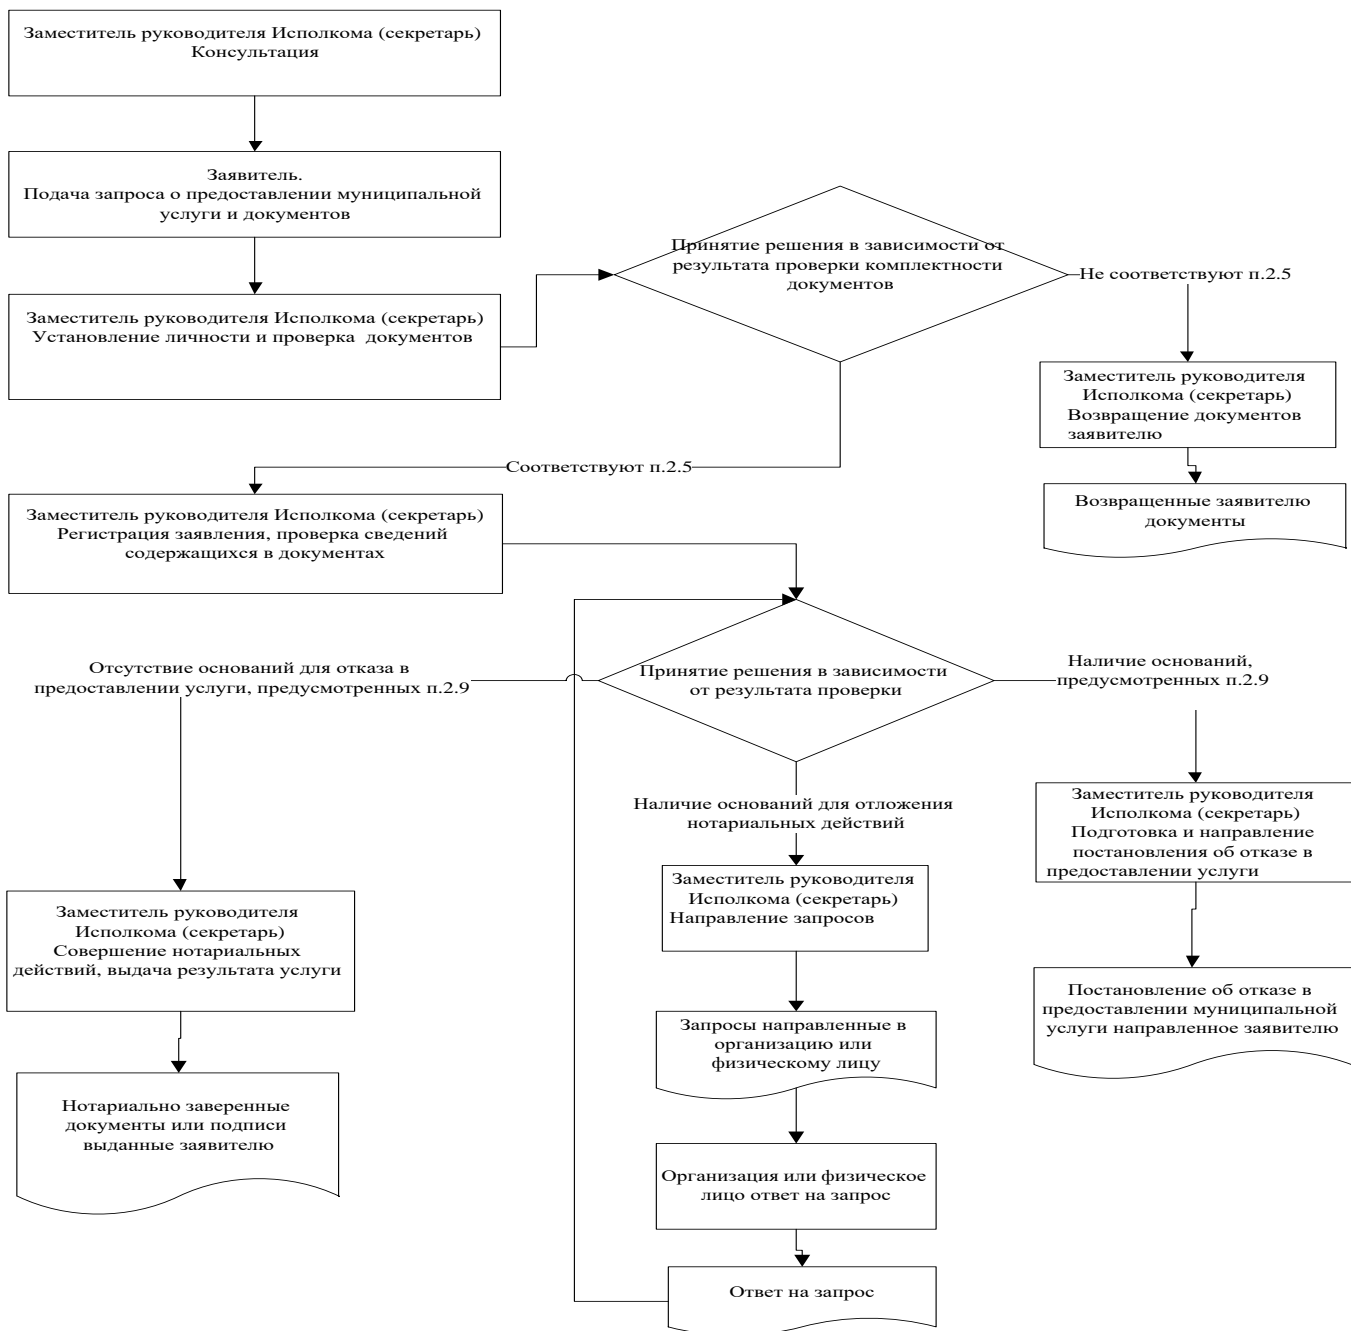 Заместитель руководителя Исполкома (секретарь)
Консультация
Заявитель.
Подача запроса о предоставлении муниципальной
услуги и документов
Заместитель руководителя Исполкома (секретарь)
Установление личности и проверка документов
Принятие решения в зависимости от
результата проверки комплектности
документов
Не соответствуют п.2.5
Заместитель руководителя
Исполкома (секретарь)
Возвращение документов
заявителю
Возвращенные заявителю
документы
Соответствуют п.2.5
Заместитель руководителя Исполкома (секретарь)
Регистрация заявления, проверка сведений
содержащихся в документах
Принятие решения в зависимости
от результата проверки
Отсутствие оснований для отказа в
предоставлении услуги, предусмотренных п.2.9
Наличие оснований,
предусмотренных п.2.9
Наличие оснований для отложения
нотариальных действий
Заместитель руководителя
Исполкома (секретарь)
Совершение нотариальных
действий, выдача результата услуги
Нотариально заверенные
документы или подписи
выданные заявителю
Заместитель руководителя
Исполкома (секретарь)
Направление запросов
Запросы направленные в
организацию или
физическому лицу
Организация или физическое
лицо ответ на запрос
Ответ на запрос
Заместитель руководителя
Исполкома (секретарь)
Подготовка и направление
постановления об отказе в
предоставлении услуги
Постановление об отказе в
предоставлении муниципальной
услуги направленное заявителю